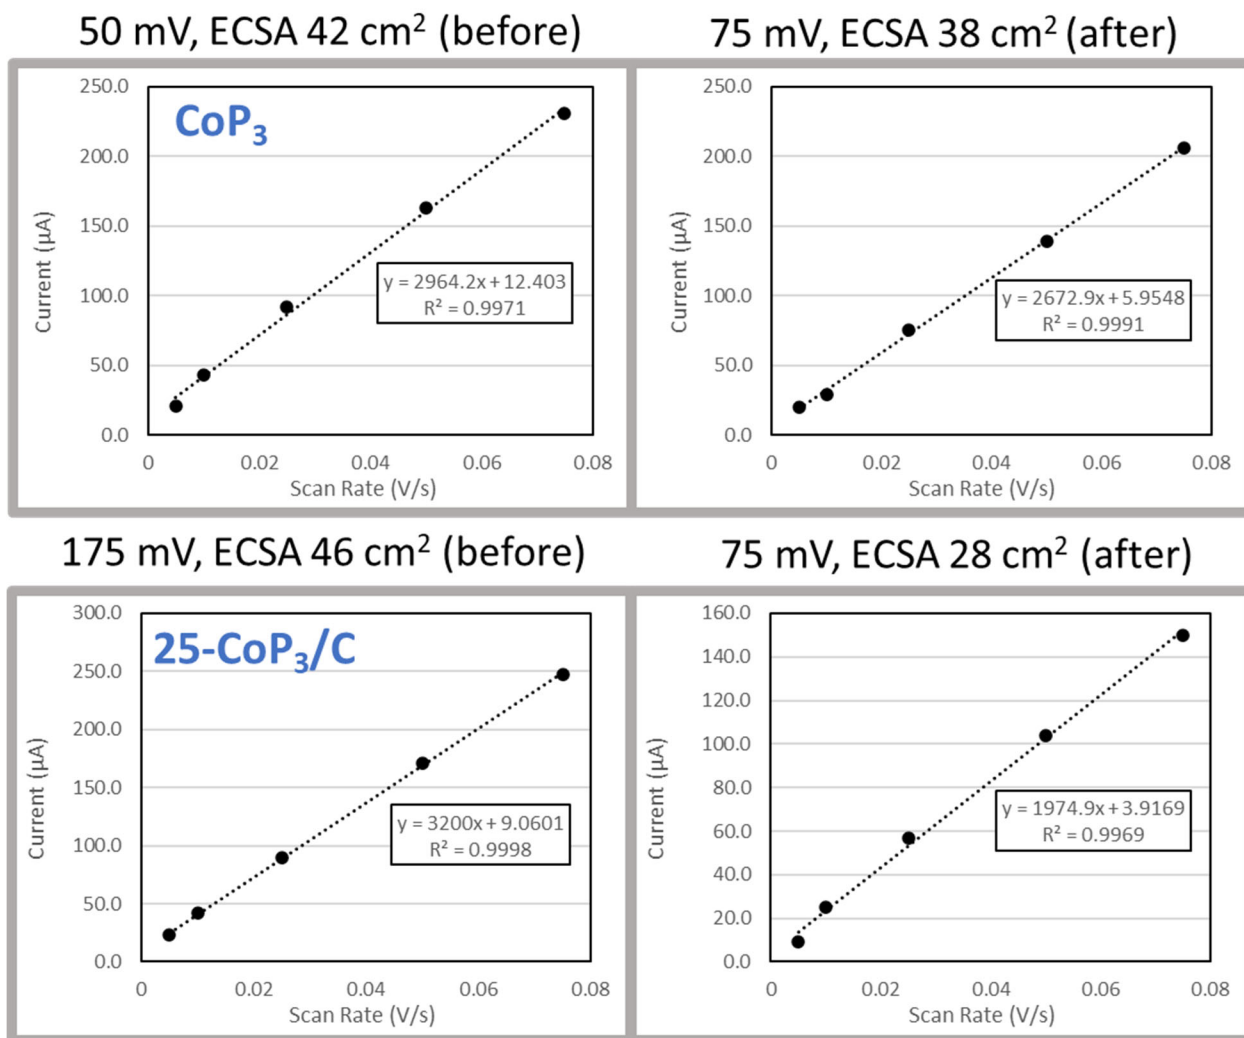 50 mV, ECSA 42 cm² (before)
75 mV, ECSA 38 cm² (after)
CoP₃
250.0
200.0
150.0
100.0
50.0
0.0
Current (µA)
y = 2964.2x + 12.403
R² = 0.9971
0 0.02 0.04 0.06 0.08
Scan Rate (V/s)
250.0
200.0
150.0
100.0
50.0
0.0
Current (µA)
y = 2672.9x + 5.9548
R² = 0.9991
0 0.02 0.04 0.06 0.08
Scan Rate (V/s)
175 mV, ECSA 46 cm² (before)
75 mV, ECSA 28 cm² (after)
25-CoP₃/C
300.0
250.0
200.0
150.0
100.0
50.0
0.0
Current (µA)
y = 3200x + 9.0601
R² = 0.9998
0 0.02 0.04 0.06 0.08
Scan Rate (V/s)
160.0
140.0
120.0
100.0
80.0
60.0
40.0
20.0
0.0
Current (µA)
y = 1974.9x + 3.9169
R² = 0.9969
0 0.02 0.04 0.06 0.08
Scan Rate (V/s)